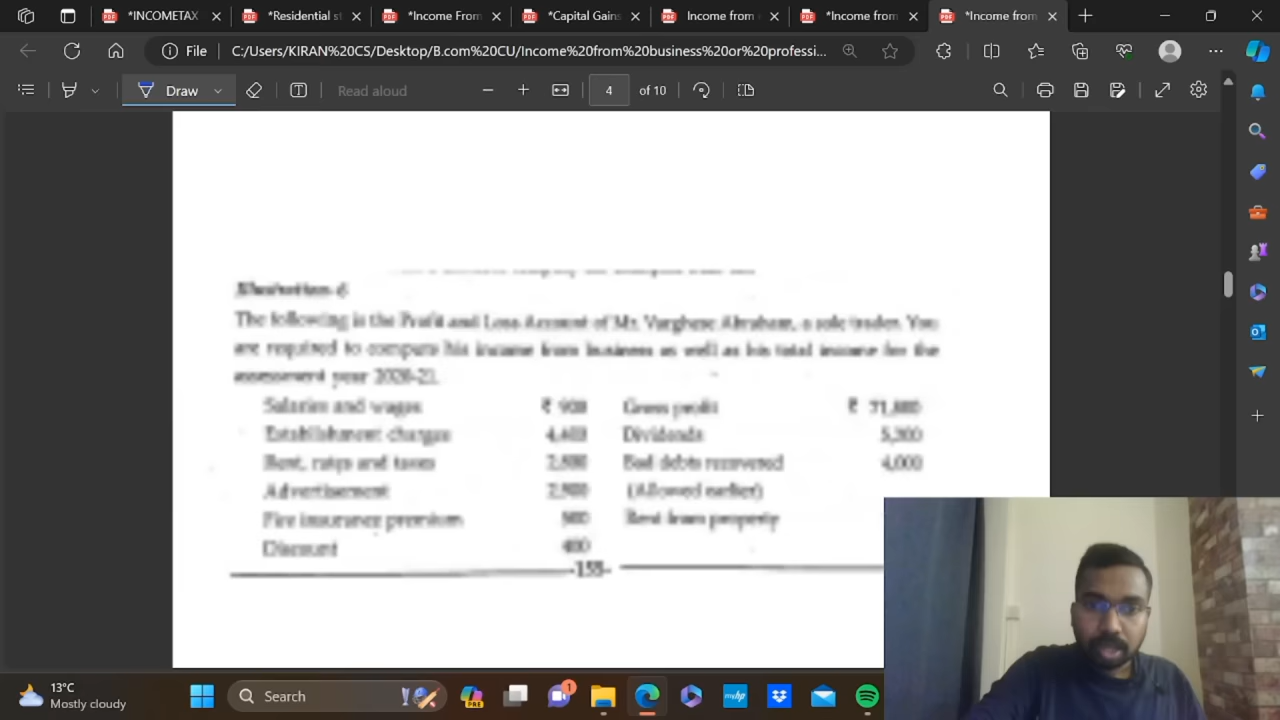 *INCOMETAX
*Residential st
*Income From
*Capital Gains
Income from
*Income from
*Income from
File
C:/Users/KIRAN%20CS/Desktop/B.com%20CU/Income%20from%20business%20or%20professi...
Draw
Read aloud
4
of 10
Illustration 6
The following is the Profit and Loss Account of Mr. Varghese Abraham, a sole trader. You
are required to compute his income from business as well as his total income for the
assessment year 2020-21.
Salaries and wages ₹ Gross profit ₹
Establishment charges Dividends
Rent, rates and taxes Bad debts recovered 4,000
Advertisement (Allowed earlier)
Fire insurance premium Rent from property
Discount 400
13°C
Mostly cloudy
Search
PRE
1
myhp